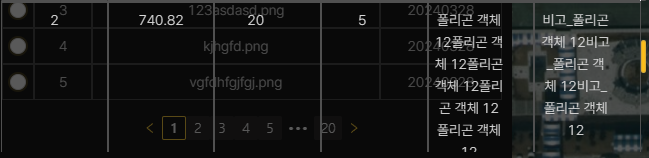 3 123asdasd.png 20240328
2 740.82 20 5 폴리곤 객체 비고_폴리곤
12폴리곤 객 객체 12비고
4 kjhgfd.png 20240328
체 12폴리곤 _폴리곤 객
5 vgfdhfgjfgj.png 20240328
객체 12폴리 체 12비고_
곤 객체 12 폴리곤 객체
< 1 2 3 4 5 ••• 20 > 폴리곤 객체 12
12